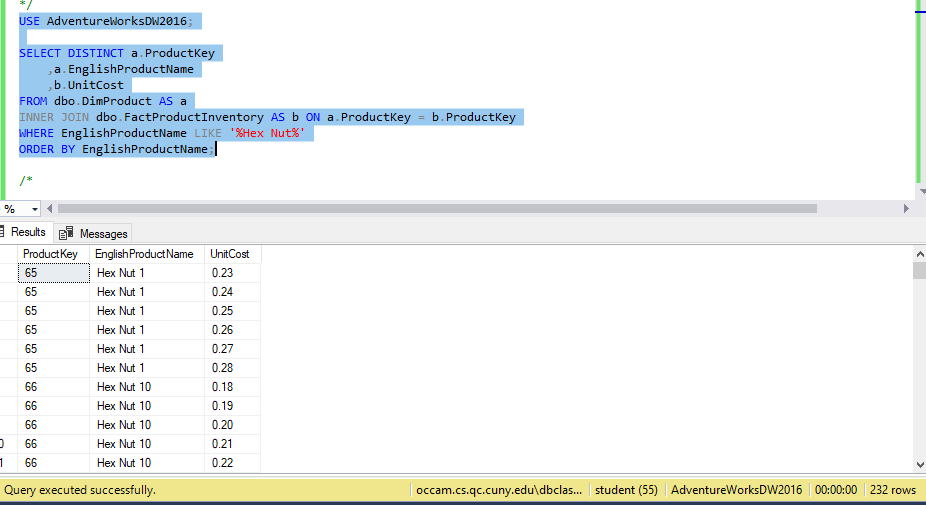 */
USE AdventureWorksDW2016;
SELECT DISTINCT a.ProductKey
,a.EnglishProductName
,b.UnitCost
FROM dbo.DimProduct AS a
INNER JOIN dbo.FactProductInventory AS b ON a.ProductKey = b.ProductKey
WHERE EnglishProductName LIKE '%Hex Nut%'
ORDER BY EnglishProductName;
/*
%
Results Messages
ProductKey EnglishProductName UnitCost
65 Hex Nut 1 0.23
65 Hex Nut 1 0.24
65 Hex Nut 1 0.25
65 Hex Nut 1 0.26
65 Hex Nut 1 0.27
65 Hex Nut 1 0.28
66 Hex Nut 10 0.18
66 Hex Nut 10 0.19
66 Hex Nut 10 0.20
0 66 Hex Nut 10 0.21
1 66 Hex Nut 10 0.22
Query executed successfully. occam.cs.qc.cuny.edu\dbclas... student (55) AdventureWorksDW2016 00:00:00 232 rows